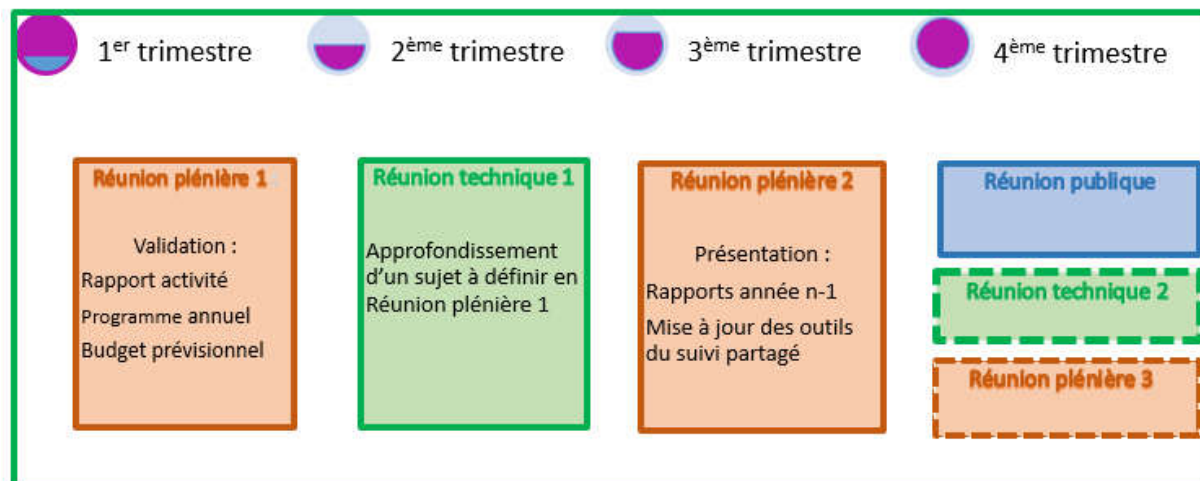 1er trimestre
2ème trimestre
3ème trimestre
4ème trimestre
Réunion plénière 1
Validation :
Rapport activité
Programme annuel
Budget prévisionnel
Réunion technique 1
Approfondissement
d'un sujet à définir en
Réunion plénière 1
Réunion plénière 2
Présentation :
Rapports année n-1
Mise à jour des outils
du suivi partagé
Réunion publique
Réunion technique 2
Réunion plénière 3